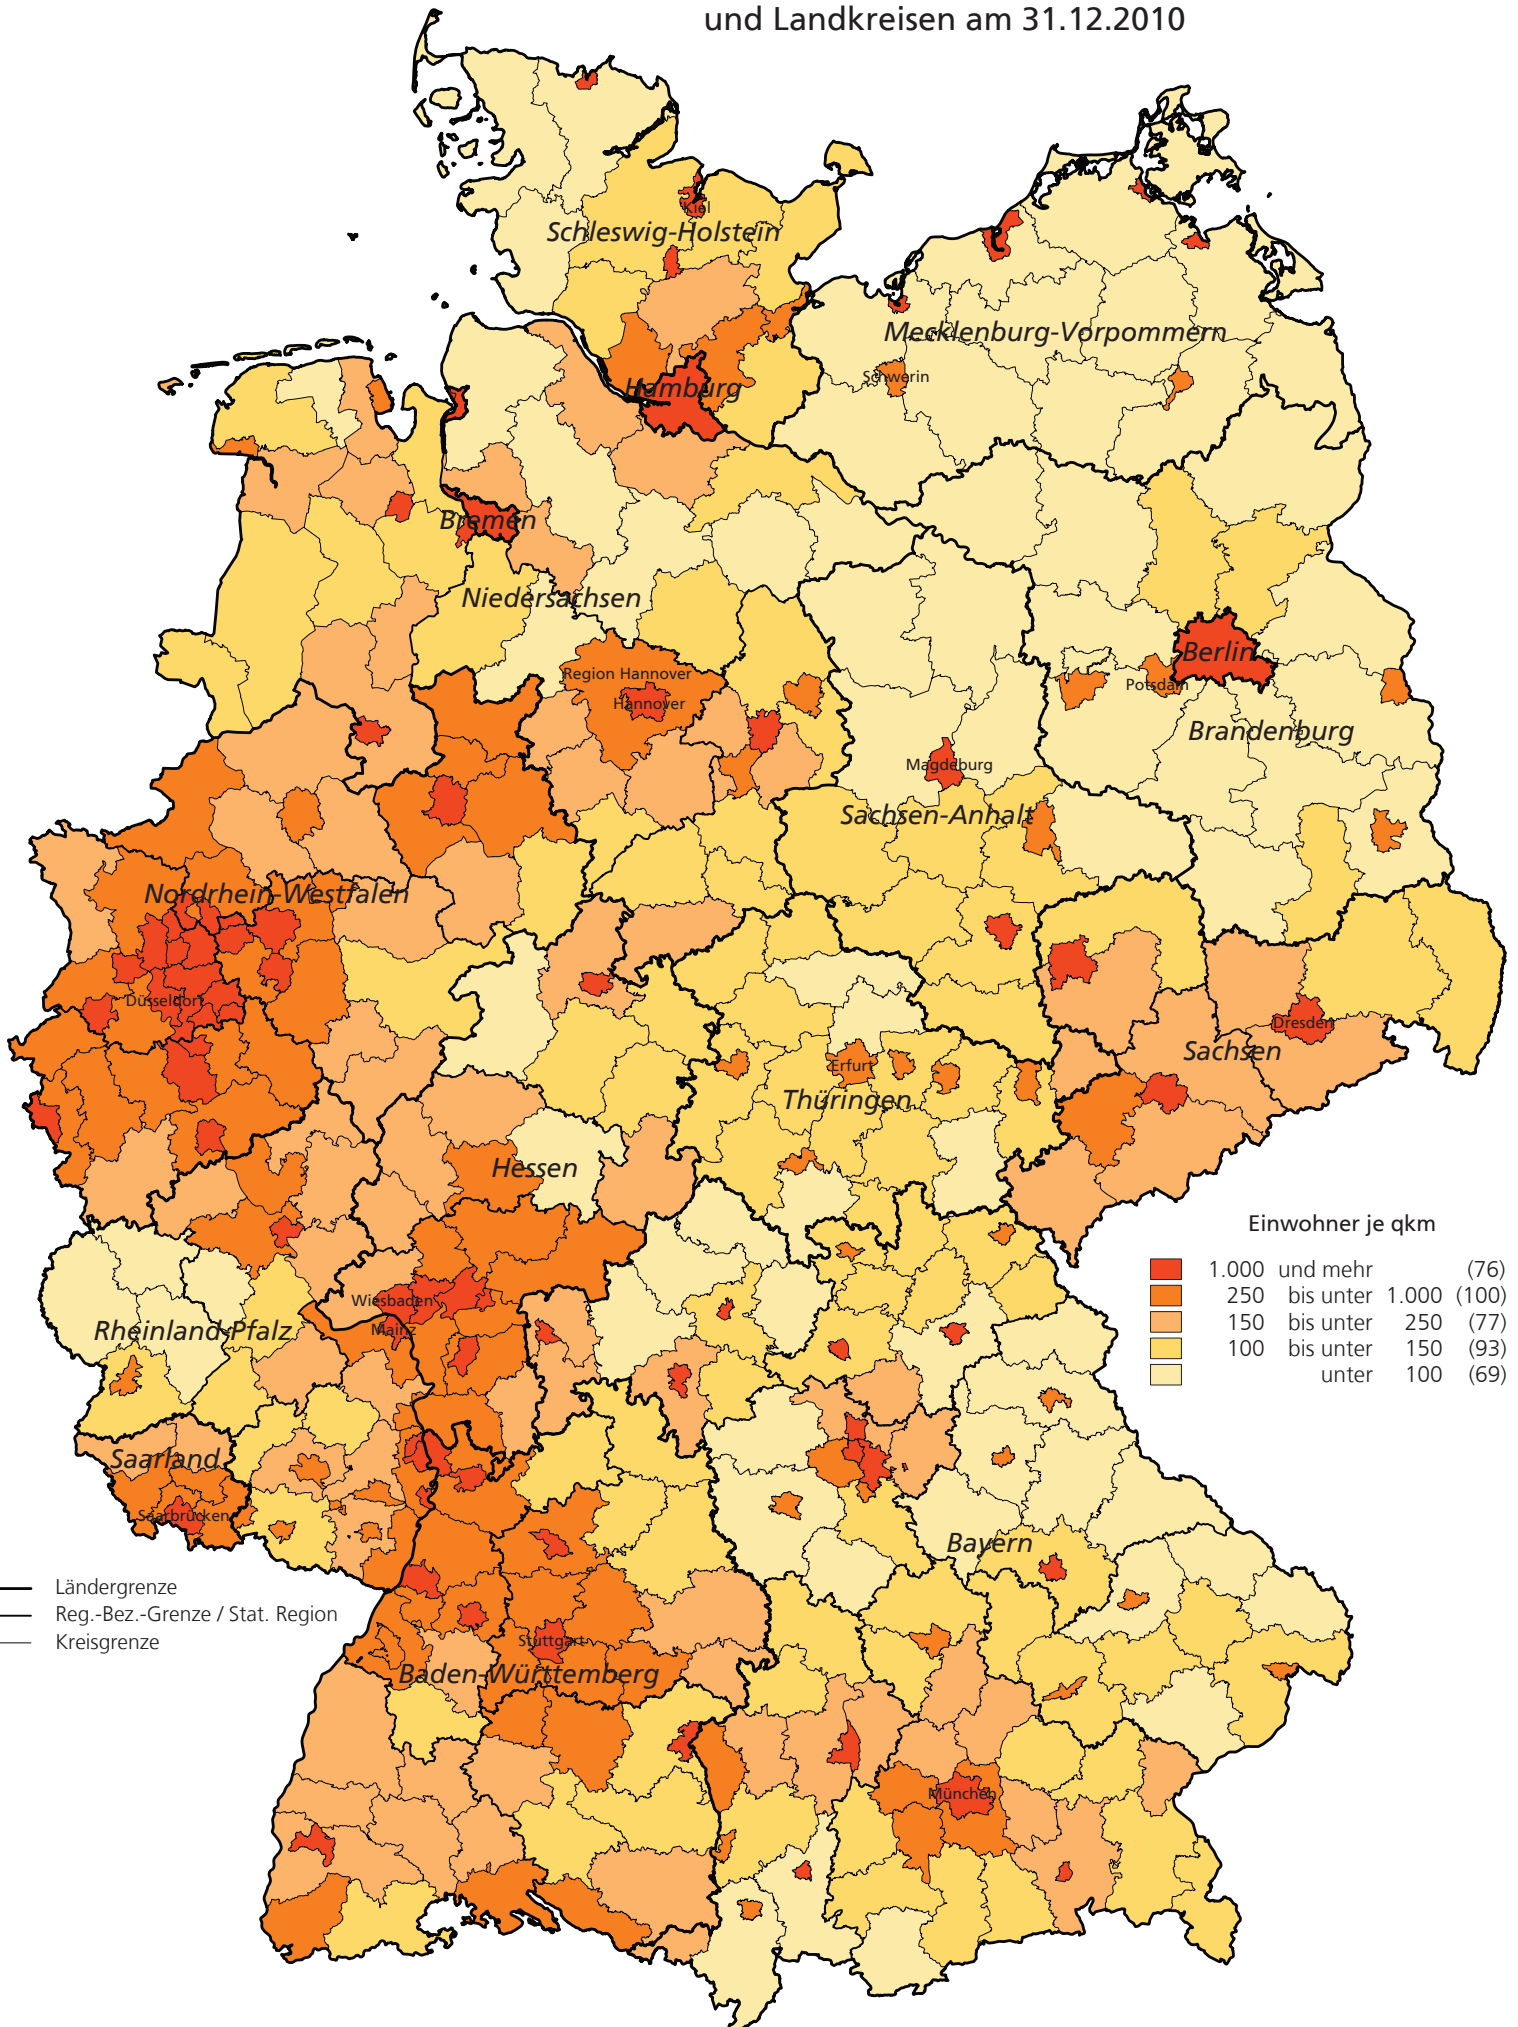 und Landkreisen am 31.12.2010
Kiel
Schleswig-Holstein
Mecklenburg-Vorpommern
Schwerin
Hamburg
Bremen
Niedersachsen
Berlin
Region Hannover
Potsdam
Hannover
Brandenburg
Magdeburg
Sachsen-Anhalt
Nordrhein-Westfalen
Düsseldorf
Dresden
Sachsen
Erfurt
Thüringen
Hessen
Einwohner je qkm
1.000 und mehr (76)
250 bis unter 1.000 (100)
150 bis unter 250 (77)
100 bis unter 150 (93)
unter 100 (69)
Wiesbaden
Mainz
Rheinland-Pfalz
Saarland
Saarbrücken
Bayern
Ländergrenze
Reg.-Bez.-Grenze / Stat. Region
Kreisgrenze
Stuttgart
Baden-Württemberg
München